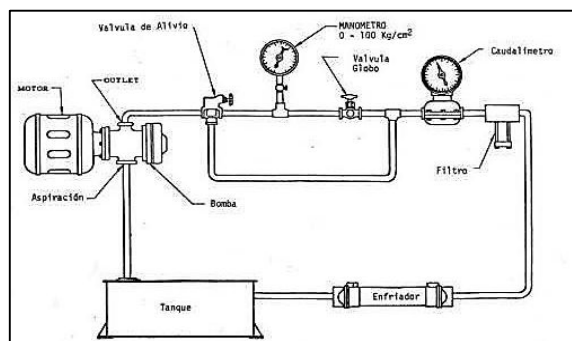 MANOMETRO
0 - 100 Kg/cm²
Valvula de Alivio
Valvula
Globo
Caudalimetro
OUTLET
MOTOR
Filtro
Aspiración
Bomba
Tanque
Enfriador